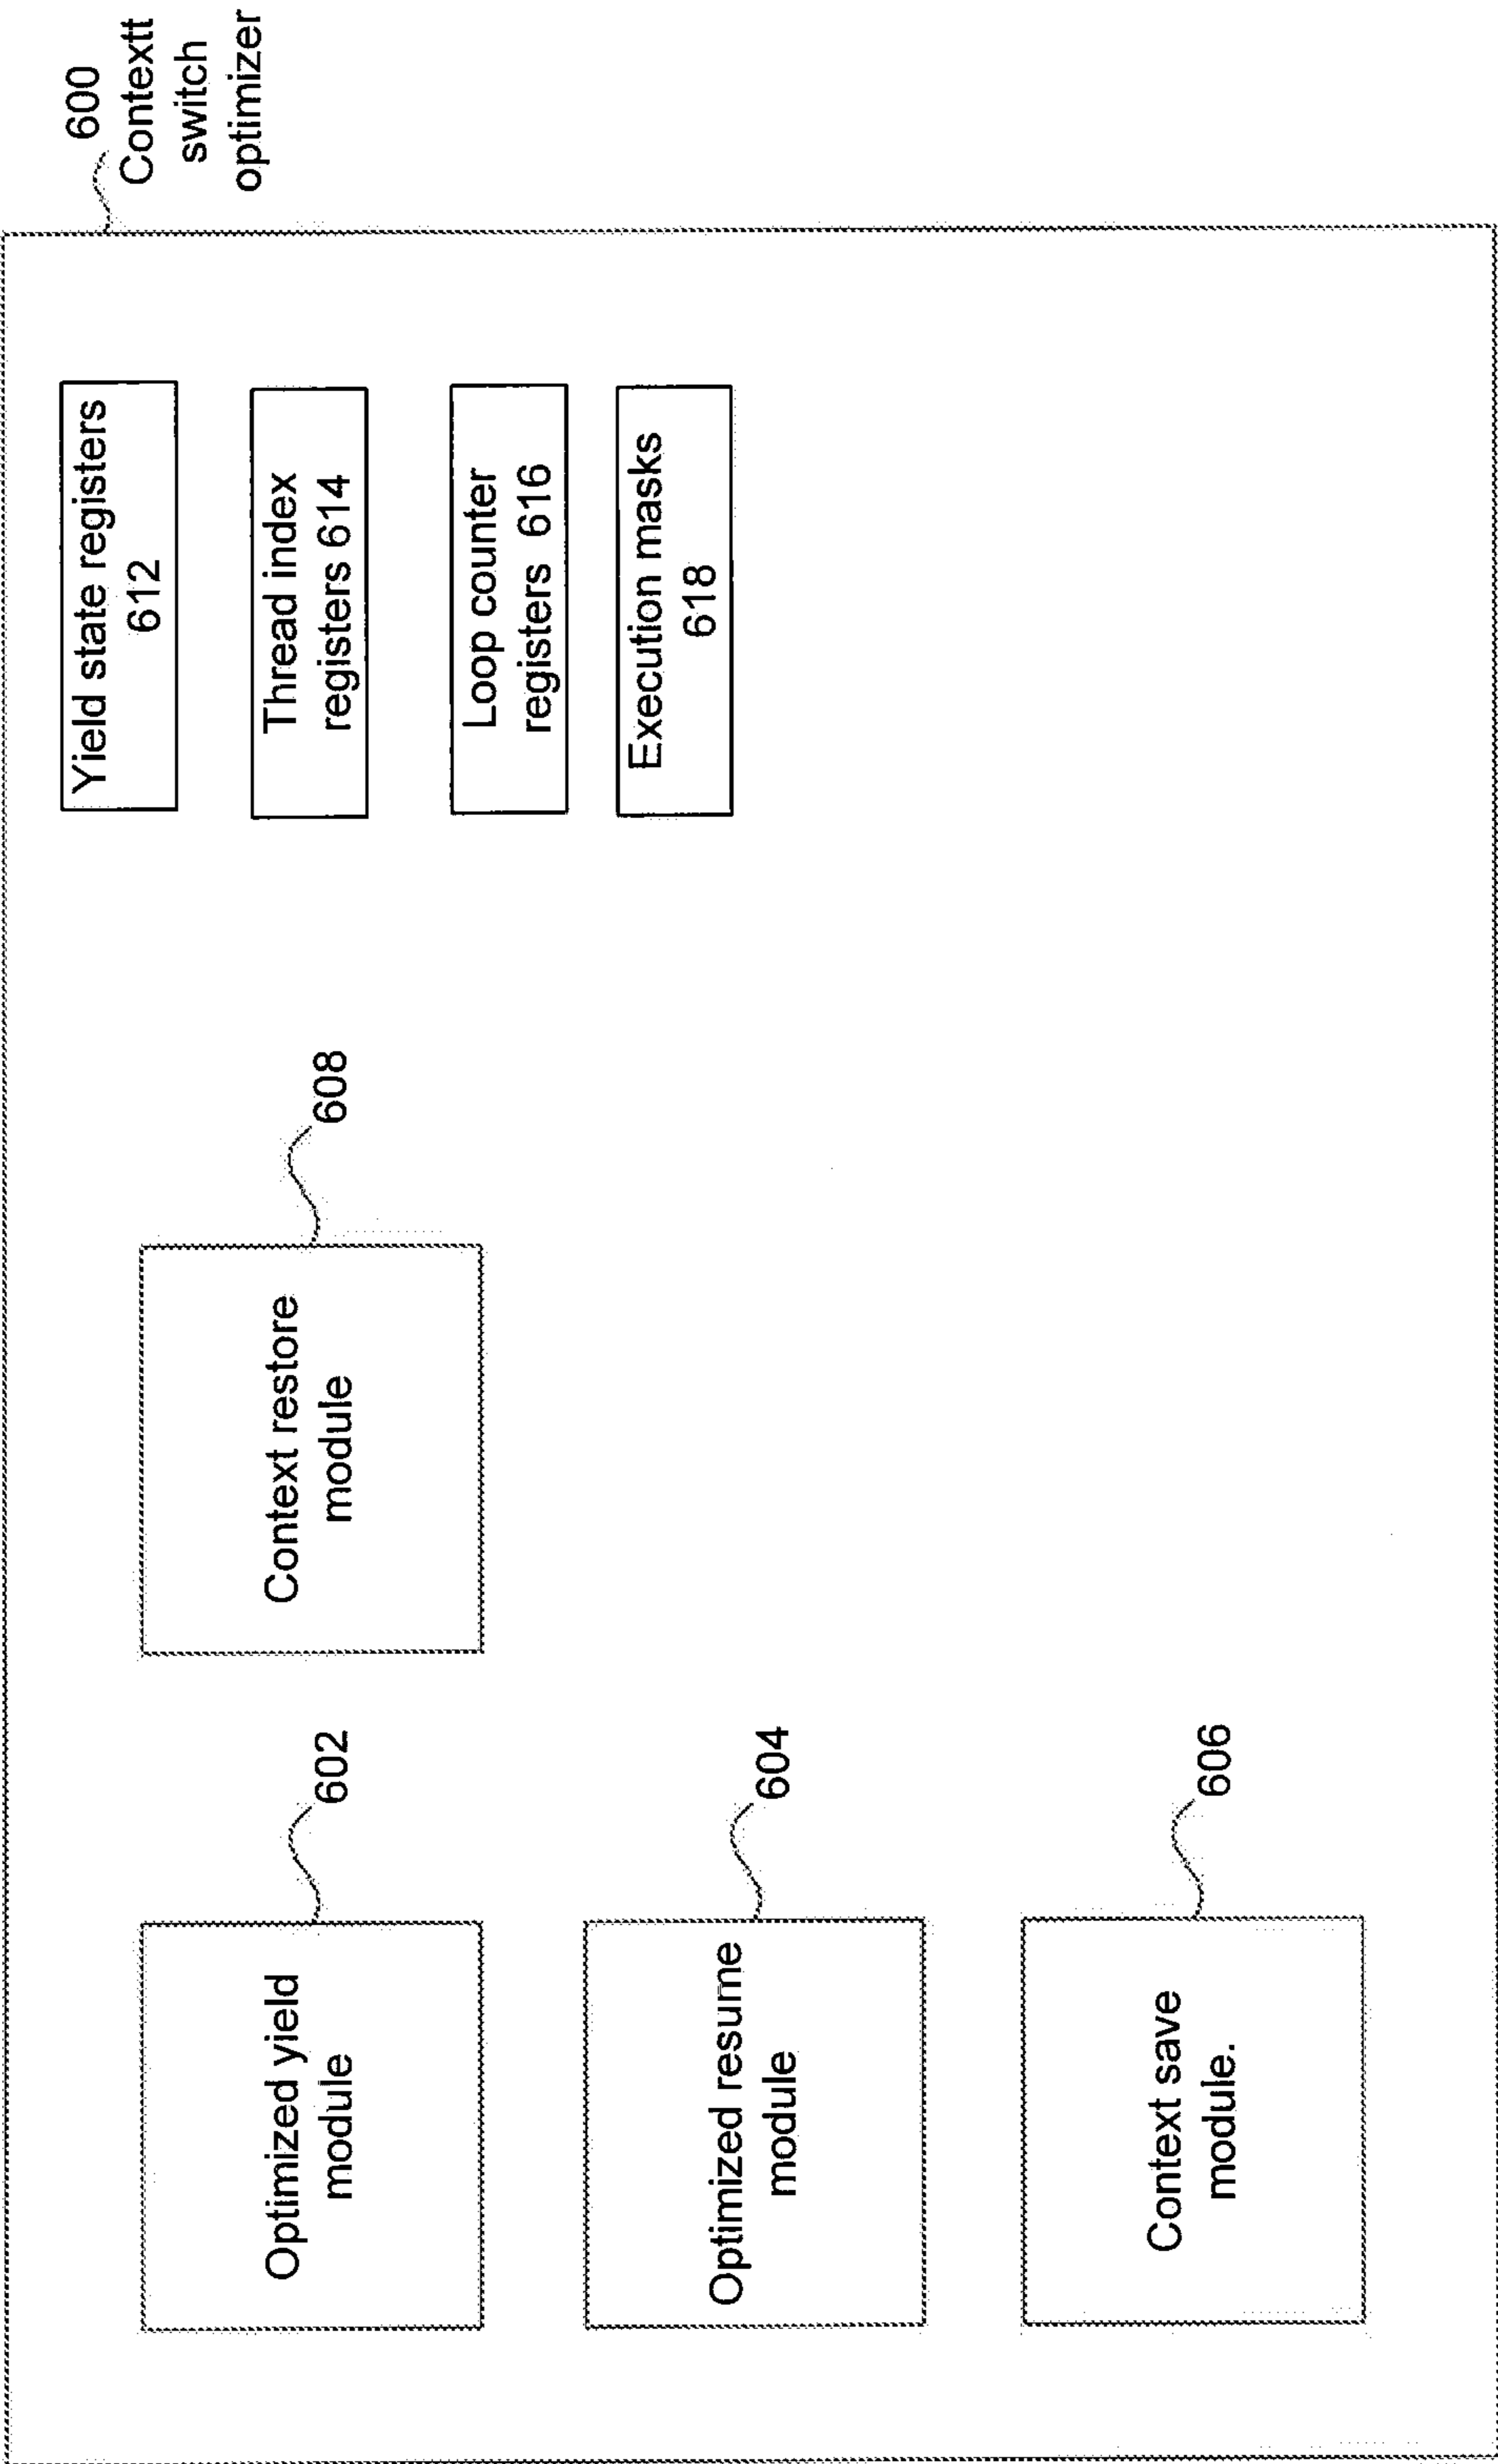 600
Contextt
switch
optimizer
Optimized yield
module
602
Context restore
module
608
Yield state registers
612
Thread index
registers 614
Optimized resume
module
604
Loop counter
registers 616
Execution masks
618
Context save
module.
606